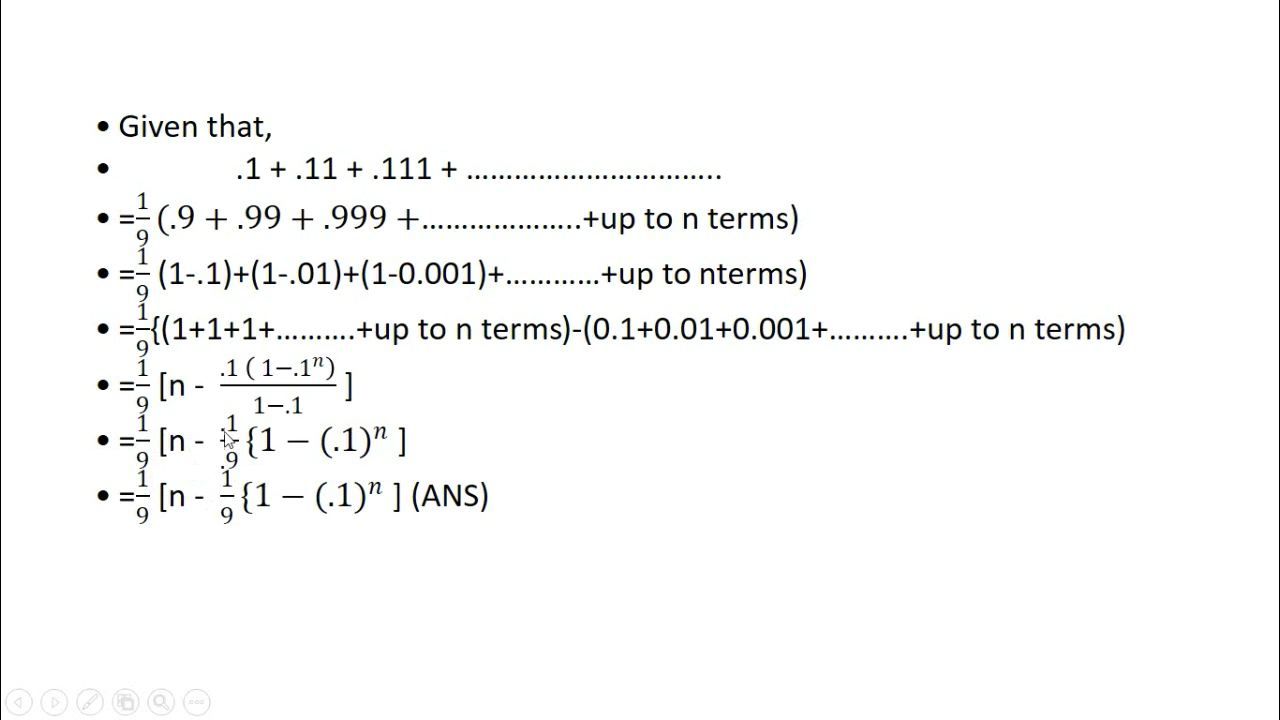 • Given that,
• .1 + .11 + .111 + …………………………..
• =1/9 (.9 + .99 + .999 +………………..+up to n terms)
• =1/9 (1-.1)+(1-.01)+(1-0.001)+…………+up to nterms)
• =1/9{(1+1+1+……….+up to n terms)-(0.1+0.01+0.001+……….+up to n terms)
• =1/9 [n - .1 ( 1−.1ⁿ)/1−.1 ]
• =1/9 [n - .1/.9 {1 − (.1)ⁿ ]
• =1/9 [n - 1/9 {1 − (.1)ⁿ ] (ANS)